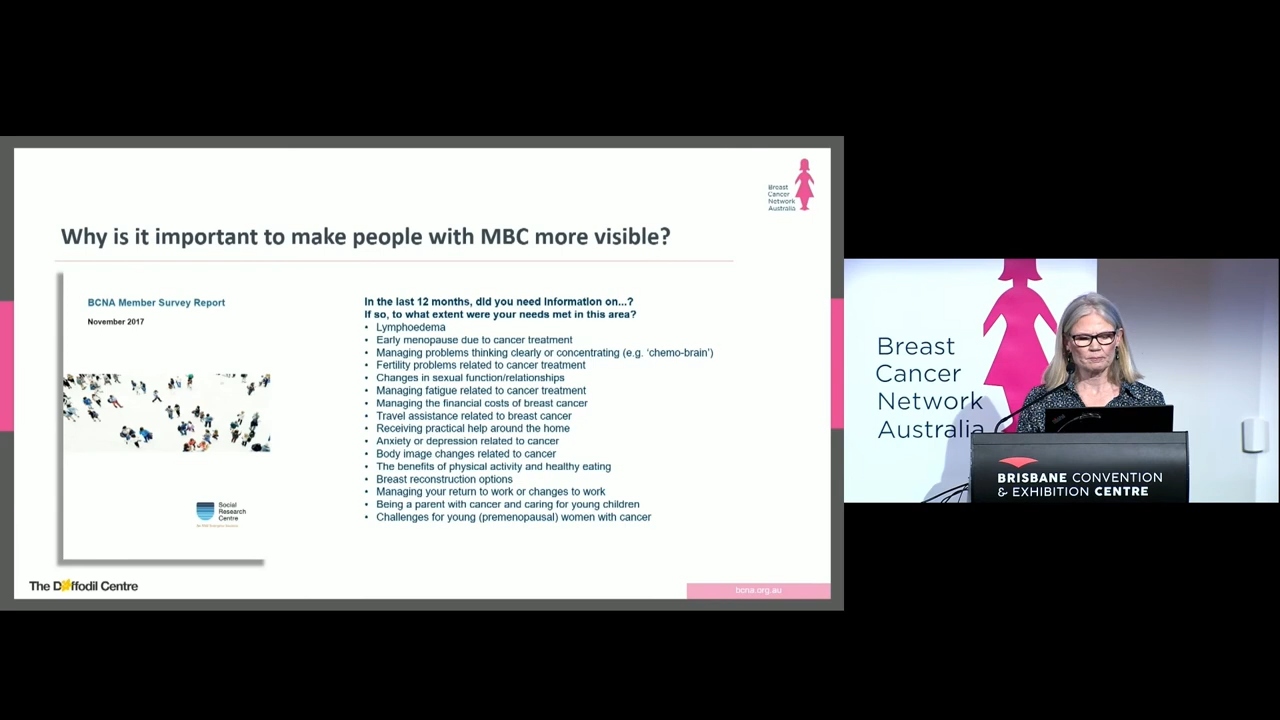 Breast
Cancer
Network
Australia
Why is it important to make people with MBC more visible?
BCNA Member Survey Report
November 2017
Social
Research
Centre
In the last 12 months, did you need information on...?
If so, to what extent were your needs met in this area?
• Lymphoedema
• Early menopause due to cancer treatment
• Managing problems thinking clearly or concentrating (e.g. ‘chemo-brain’)
• Fertility problems related to cancer treatment
• Changes in sexual function/relationships
• Managing fatigue related to cancer treatment
• Managing the financial costs of breast cancer
• Travel assistance related to breast cancer
• Receiving practical help around the home
• Anxiety or depression related to cancer
• Body image changes related to cancer
• The benefits of physical activity and healthy eating
• Breast reconstruction options
• Managing your return to work or changes to work
• Being a parent with cancer and caring for young children
• Challenges for young (premenopausal) women with cancer
The Daffodil Centre
bcna.org.au
Breast
Cancer
Network
Australia
BRISBANE CONVENTION
& EXHIBITION CENTRE